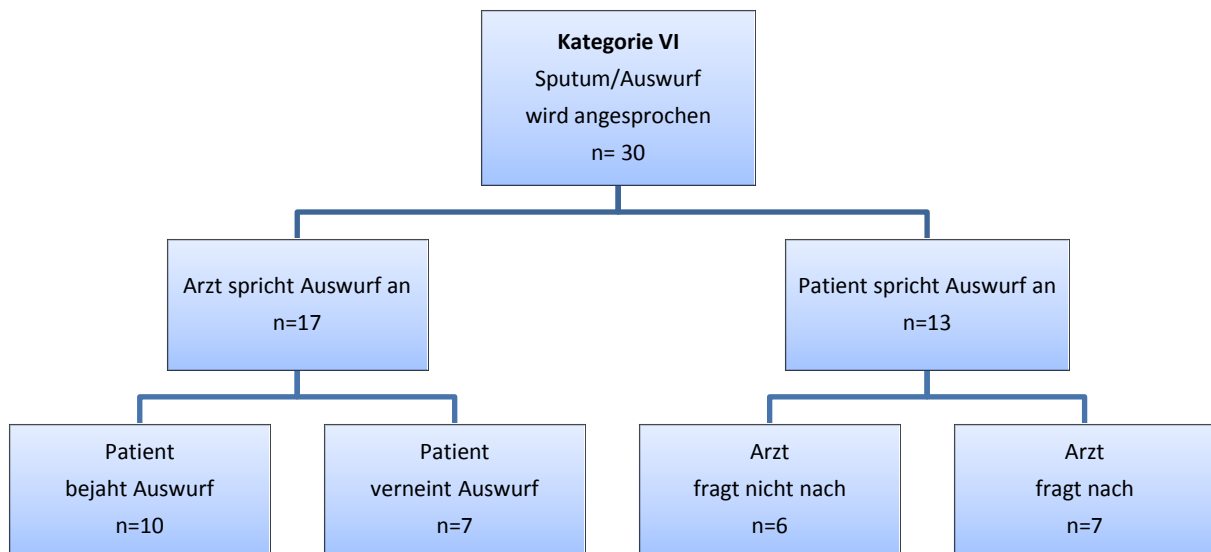 Kategorie VI
Sputum/Auswurf
wird angesprochen
n= 30
Arzt spricht Auswurf an
n=17
Patient spricht Auswurf an
n=13
Patient
bejaht Auswurf
n=10
Patient
verneint Auswurf
n=7
Arzt
fragt nicht nach
n=6
Arzt
fragt nach
n=7